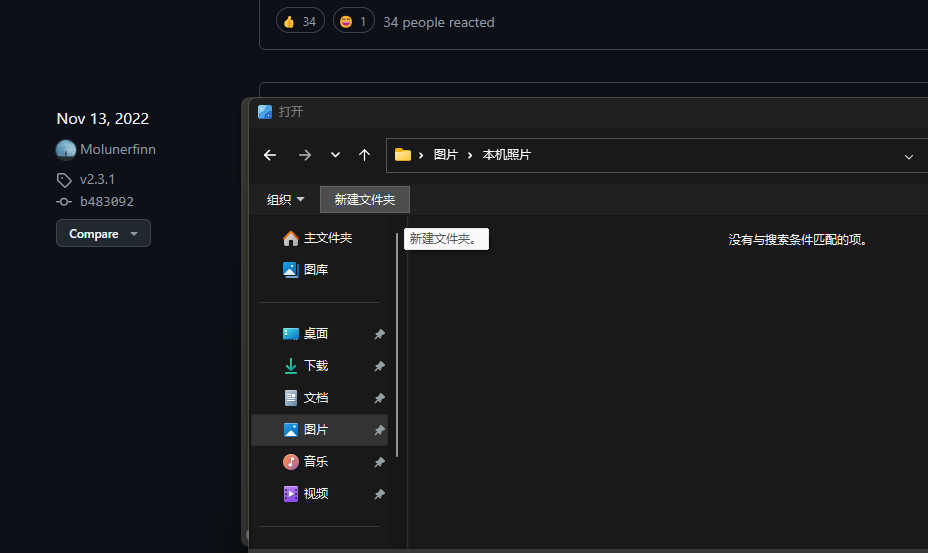 34 1 34 people reacted
Nov 13, 2022
Molunerfinn
v2.3.1
b483092
Compare
打开
图片 本机照片
组织 新建文件夹
新建文件夹。
主文件夹
图库
桌面
下载
文档
图片
音乐
视频
没有与搜索条件匹配的项。